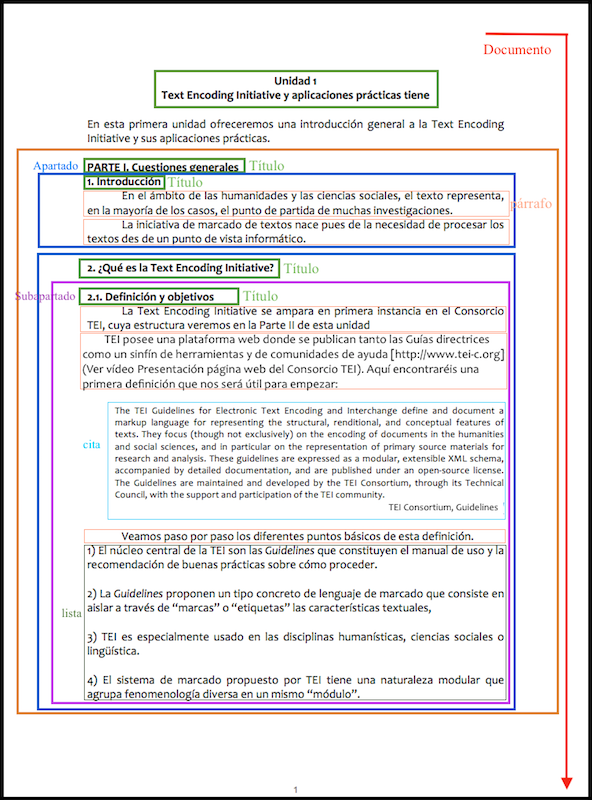 Documento
Unidad 1
Text Encoding Initiative y aplicaciones prácticas tiene
En esta primera unidad ofreceremos una introducción general a la Text Encoding
Initiative y sus aplicaciones prácticas.
Apartado PARTE I. Cuestiones generales Título
1. Introducción Título
En el ámbito de las humanidades y las ciencias sociales, el texto representa,
en la mayoría de los casos, el punto de partida de muchas investigaciones.
párrafo
La iniciativa de marcado de textos nace pues de la necesidad de procesar los
textos des de un punto de vista informático.
2. ¿Qué es la Text Encoding Initiative? Título
Subapartado 2.1. Definición y objetivos Título
La Text Encoding Initiative se ampara en primera instancia en el Consorcio
TEI, cuya estructura veremos en la Parte II de esta unidad
TEI posee una plataforma web donde se publican tanto las Guías directrices
como un sinfín de herramientas y de comunidades de ayuda [http://www.tei-c.org]
(Ver vídeo Presentación página web del Consorcio TEI). Aquí encontraréis una
primera definición que nos será útil para empezar:
The TEI Guidelines for Electronic Text Encoding and Interchange define and document a
markup language for representing the structural, renditional, and conceptual features of
texts. They focus (though not exclusively) on the encoding of documents in the humanities
cita and social sciences, and in particular on the representation of primary source materials for
research and analysis. These guidelines are expressed as a modular, extensible XML schema,
accompanied by detailed documentation, and are published under an open-source license.
The Guidelines are maintained and developed by the TEI Consortium, through its Technical
Council, with the support and participation of the TEI community.
TEI Consortium, Guidelines
Veamos paso por paso los diferentes puntos básicos de esta definición.
1) El núcleo central de la TEI son las Guidelines que constituyen el manual de uso y la
recomendación de buenas prácticas sobre cómo proceder.
2) La Guidelines proponen un tipo concreto de lenguaje de marcado que consiste en
lista aislar a través de “marcas” o “etiquetas” las características textuales,
3) TEI es especialmente usado en las disciplinas humanísticas, ciencias sociales o
lingüística.
4) El sistema de marcado propuesto por TEI tiene una naturaleza modular que
agrupa fenomenología diversa en un mismo “módulo”.
1